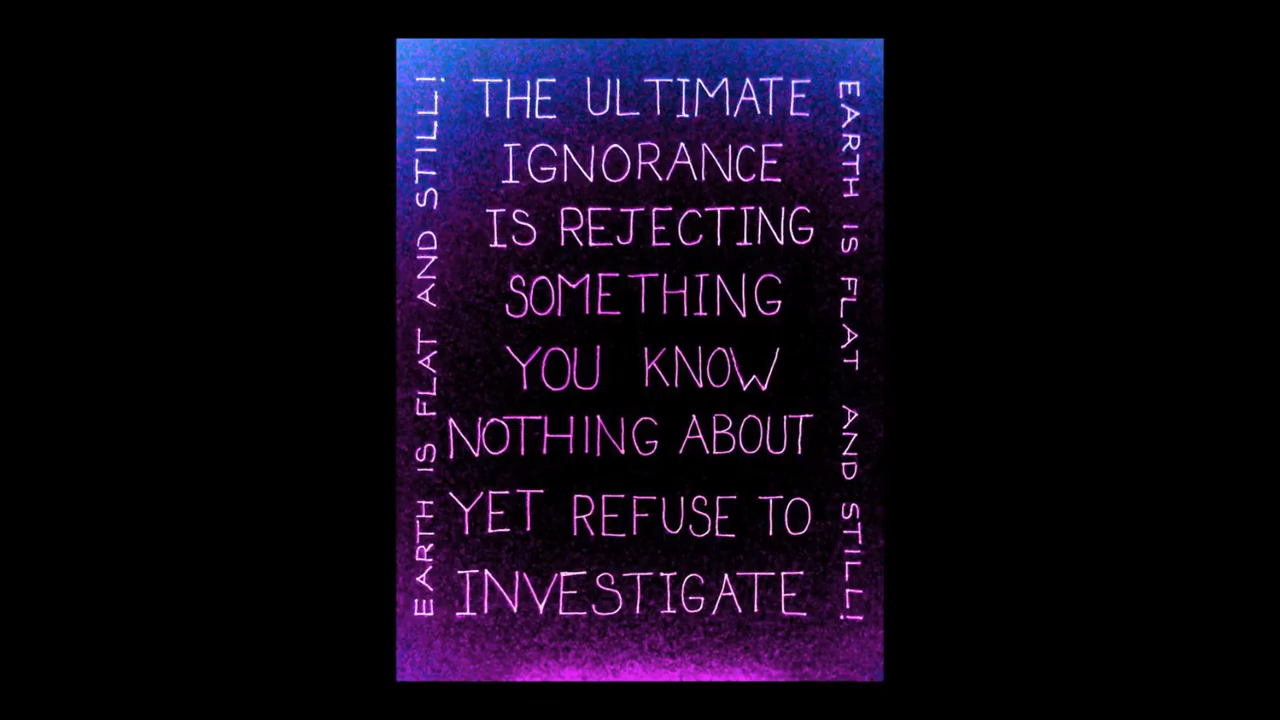 THE ULTIMATE
IGNORANCE
IS REJECTING
SOMETHING
YOU KNOW
NOTHING ABOUT
YET REFUSE TO
INVESTIGATE
EARTH IS FLAT AND STILL!
EARTH IS FLAT AND STILL!